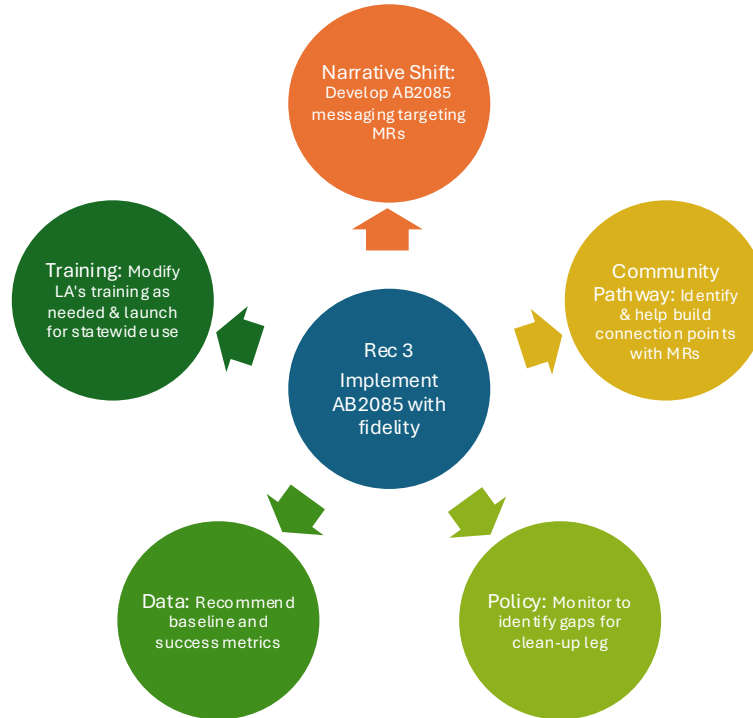 Narrative Shift:
Develop AB2085
messaging targeting
MRs
Training: Modify
LA's training as
needed & launch
for statewide use
Community
Pathway: Identify
& help build
connection points
with MRs
Rec 3
Implement
AB2085 with
fidelity
Data: Recommend
baseline and
success metrics
Policy: Monitor to
identify gaps for
clean-up leg